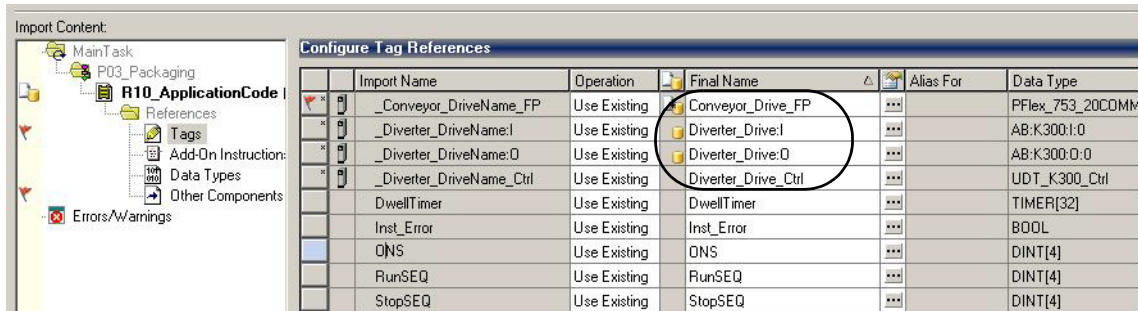 Import Content:
MainTask
P03_Packaging
R10_ApplicationCode
References
Tags
Add-On Instruction
Data Types
Other Components
Errors/Warnings
Configure Tag References
Import Name Operation Final Name Alias For Data Type
_Conveyor_DriveName_FP Use Existing Conveyor_Drive_FP ... PFlex_753_20COMM
_Diverter_DriveName:I Use Existing Diverter_Drive:I ... AB:K300:I:0
_Diverter_DriveName:O Use Existing Diverter_Drive:O ... AB:K300:O:0
_Diverter_DriveName_Ctrl Use Existing Diverter_Drive_Ctrl ... UDT_K300_Ctrl
DwellTimer Use Existing DwellTimer ... TIMER[32]
Inst_Error Use Existing Inst_Error ... BOOL
ONS Use Existing ONS ... DINT[4]
RunSEQ Use Existing RunSEQ ... DINT[4]
StopSEQ Use Existing StopSEQ ... DINT[4]